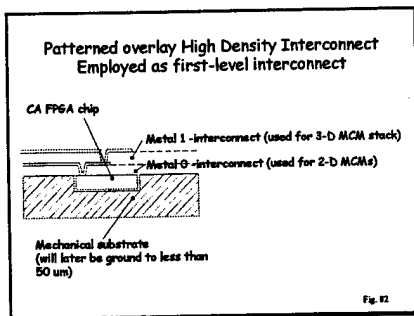 Patterned overlay High Density Interconnect
Employed as first-level interconnect
CA FPGA chip
Metal 1 -interconnect (used for 3-D MCM stack)
Metal 0 -interconnect (used for 2-D MCMs)
Mechanical substrate
(will later be ground to less than
50 um)
Fig. #2